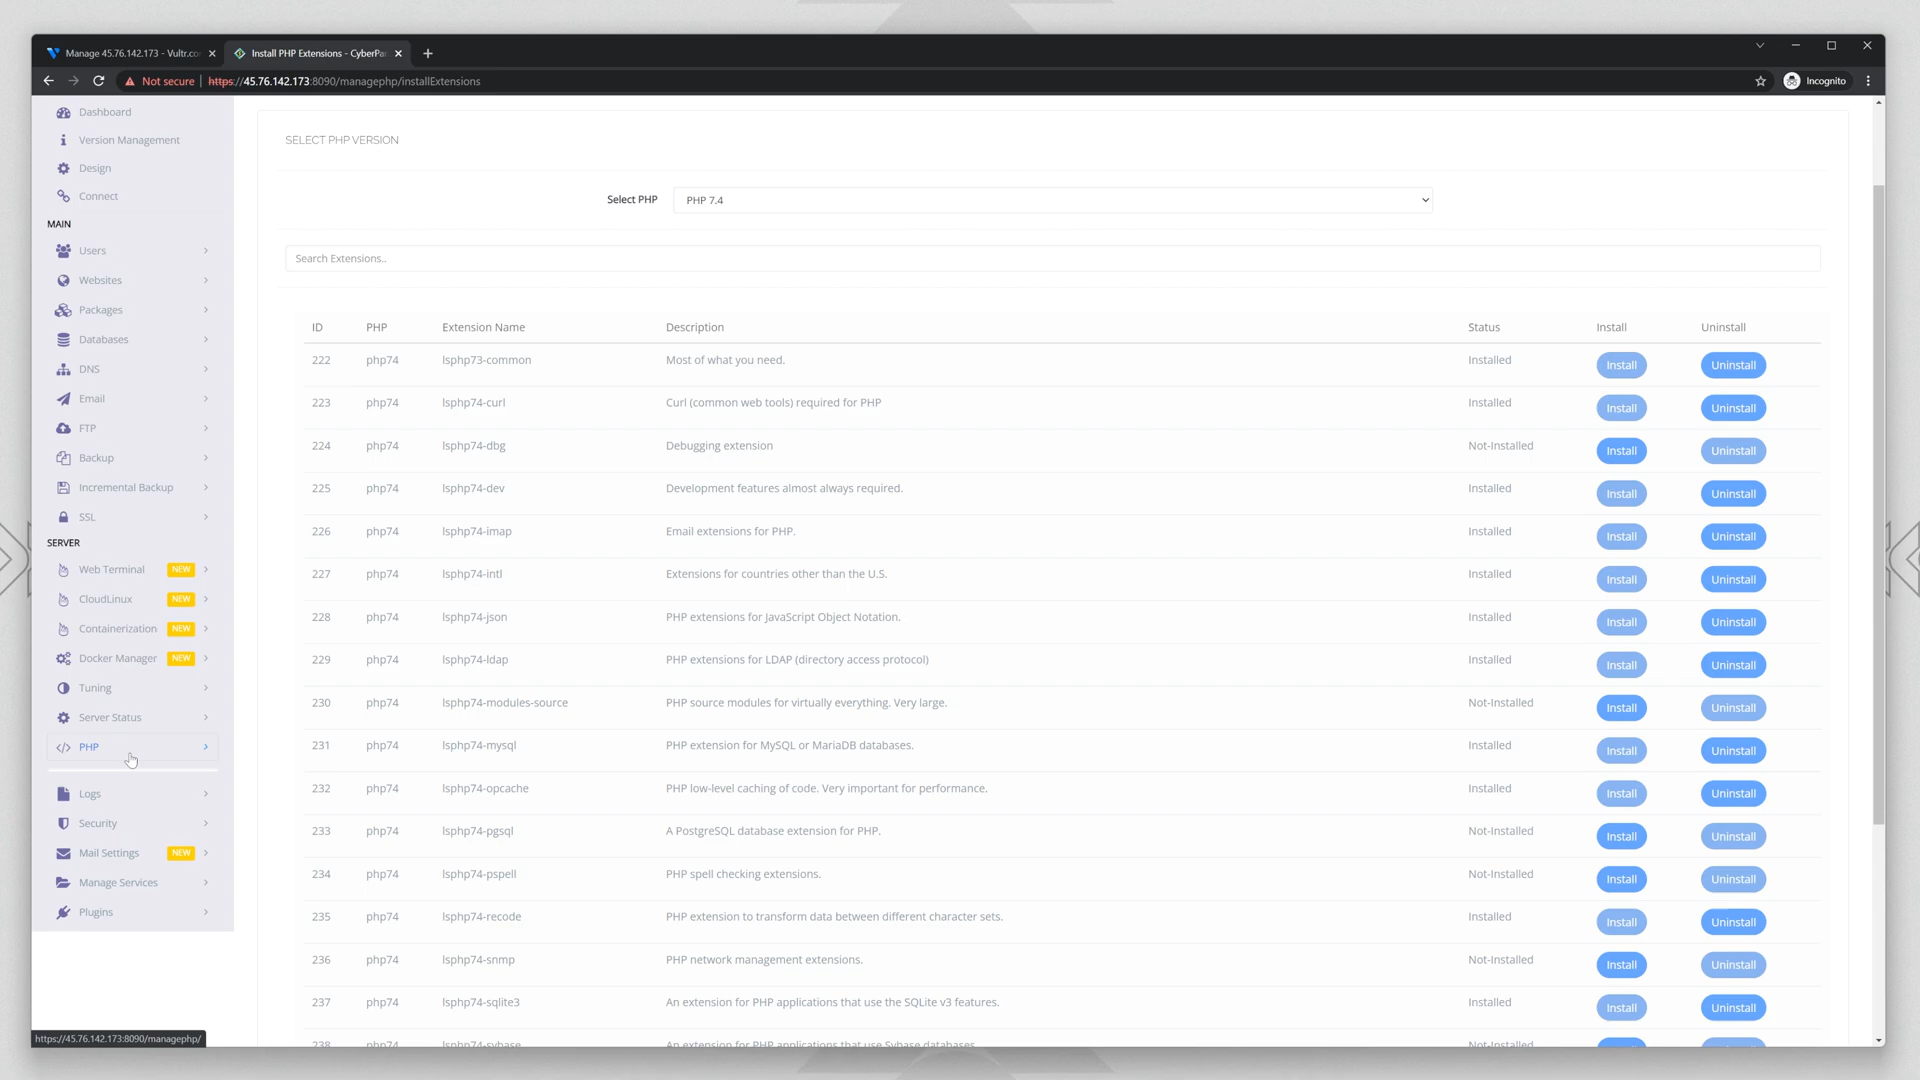 Manage 45.76.142.173 - Vultr.co
Install PHP Extensions - CyberPa
Not secure
https://45.76.142.173:8090/managephp/installExtensions
Incognito
Dashboard
Version Management
Design
Connect
MAIN
Users
Websites
Packages
Databases
DNS
Email
FTP
Backup
Incremental Backup
SSL
SERVER
Web Terminal NEW
CloudLinux NEW
Containerization NEW
Docker Manager NEW
Tuning
Server Status
PHP
Logs
Security
Mail Settings NEW
Manage Services
Plugins
https://45.76.142.173:8090/managephp/
SELECT PHP VERSION
Select PHP PHP 7.4
Search Extensions..
ID PHP Extension Name Description Status Install Uninstall
222 php74 lsphp73-common Most of what you need. Installed Install Uninstall
223 php74 lsphp74-curl Curl (common web tools) required for PHP Installed Install Uninstall
224 php74 lsphp74-dbg Debugging extension Not-Installed Install Uninstall
225 php74 lsphp74-dev Development features almost always required. Installed Install Uninstall
226 php74 lsphp74-imap Email extensions for PHP. Installed Install Uninstall
227 php74 lsphp74-intl Extensions for countries other than the U.S. Installed Install Uninstall
228 php74 lsphp74-json PHP extensions for JavaScript Object Notation. Installed Install Uninstall
229 php74 lsphp74-ldap PHP extensions for LDAP (directory access protocol) Installed Install Uninstall
230 php74 lsphp74-modules-source PHP source modules for virtually everything. Very large. Not-Installed Install Uninstall
231 php74 lsphp74-mysql PHP extension for MySQL or MariaDB databases. Installed Install Uninstall
232 php74 lsphp74-opcache PHP low-level caching of code. Very important for performance. Installed Install Uninstall
233 php74 lsphp74-pgsql A PostgreSQL database extension for PHP. Not-Installed Install Uninstall
234 php74 lsphp74-pspell PHP spell checking extensions. Not-Installed Install Uninstall
235 php74 lsphp74-recode PHP extension to transform data between different character sets. Installed Install Uninstall
236 php74 lsphp74-snmp PHP network management extensions. Not-Installed Install Uninstall
237 php74 lsphp74-sqlite3 An extension for PHP applications that use the SQLite v3 features. Installed Install Uninstall
238 php74 lsphp74-sybase An extension for PHP applications that use Sybase databases. Not-Installed